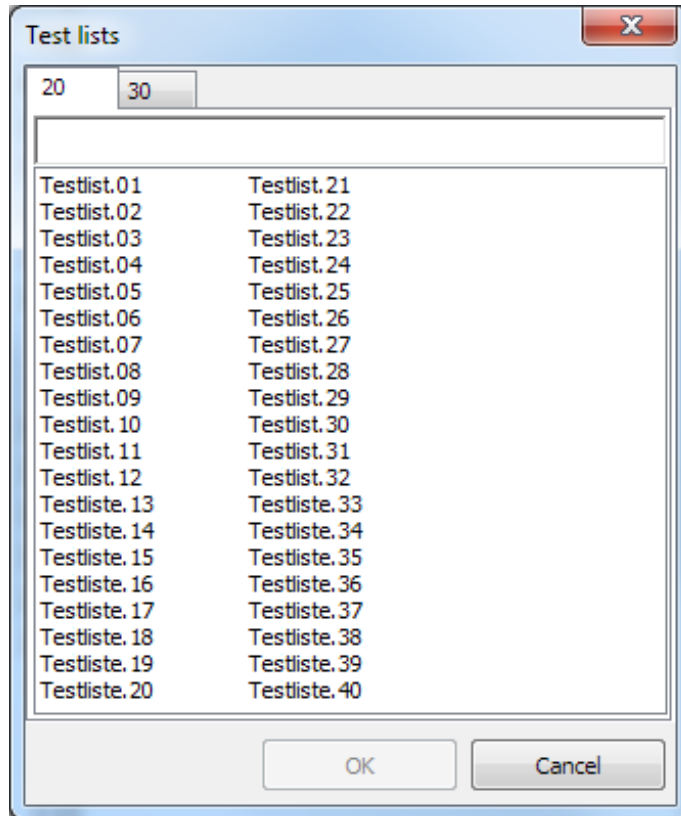 Test lists
20 30
Testlist.01 Testlist.21
Testlist.02 Testlist.22
Testlist.03 Testlist.23
Testlist.04 Testlist.24
Testlist.05 Testlist.25
Testlist.06 Testlist.26
Testlist.07 Testlist.27
Testlist.08 Testlist.28
Testlist.09 Testlist.29
Testlist.10 Testlist.30
Testlist.11 Testlist.31
Testlist.12 Testlist.32
Testliste.13 Testliste.33
Testliste.14 Testliste.34
Testliste.15 Testliste.35
Testliste.16 Testliste.36
Testliste.17 Testliste.37
Testliste.18 Testliste.38
Testliste.19 Testliste.39
Testliste.20 Testliste.40
OK Cancel